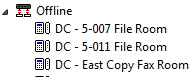 Offline
DC - 5-007 File Room
DC - 5-011 File Room
DC - East Copy Fax Room